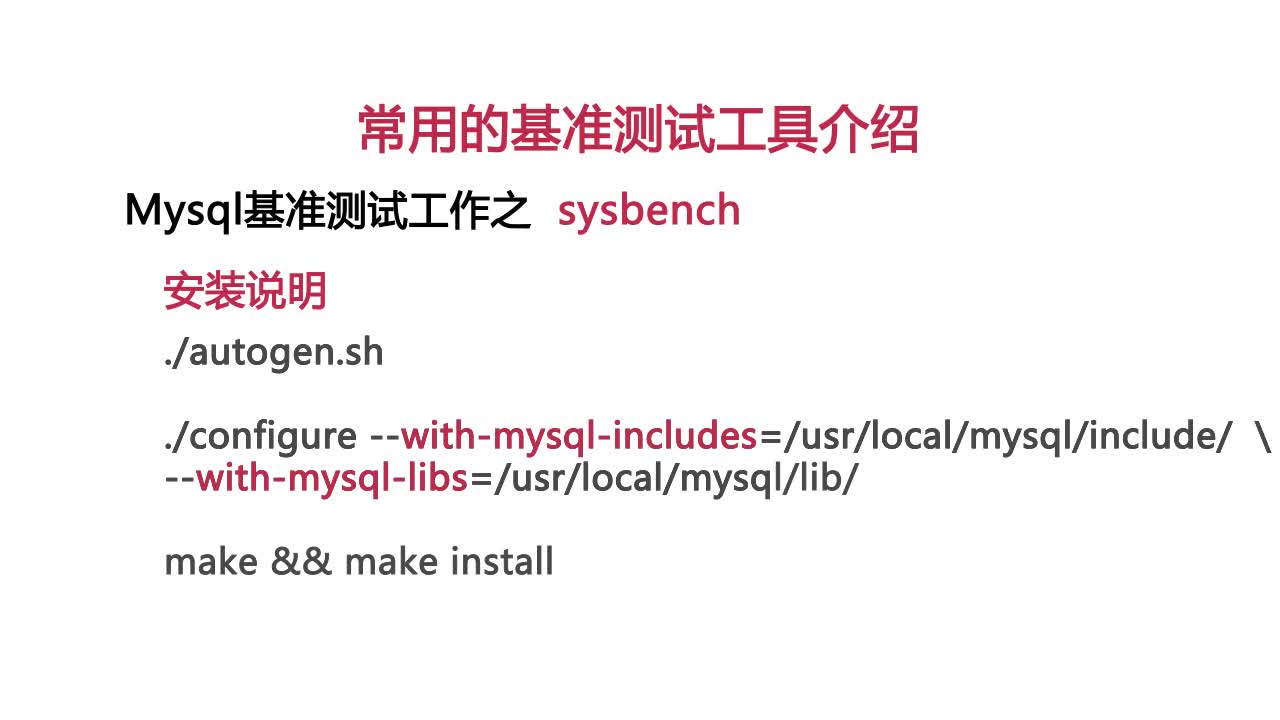 常用的基准测试工具介绍
Mysql基准测试工作之 sysbench
安装说明
./autogen.sh
./configure --with-mysql-includes=/usr/local/mysql/include/ \
--with-mysql-libs=/usr/local/mysql/lib/
make && make install